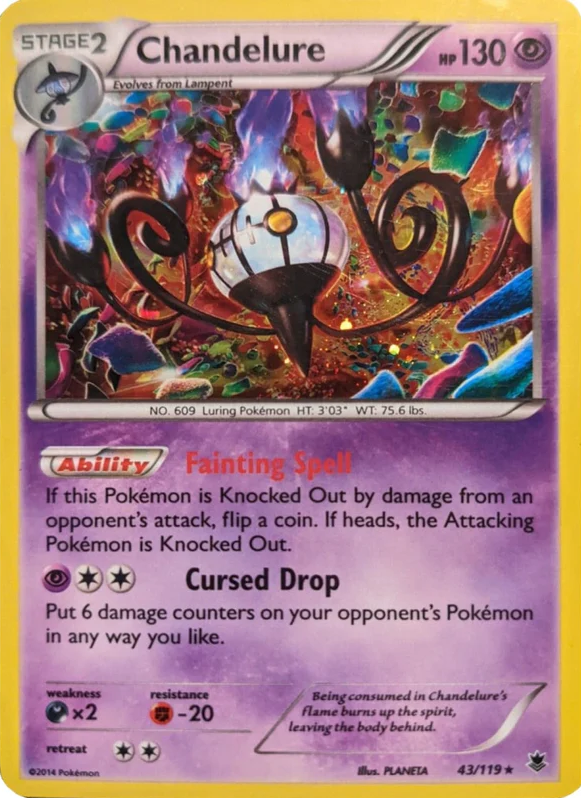 STAGE2 Chandelure HP 130
Evolves from Lampent
NO. 609 Luring Pokémon HT: 3'03" WT: 75.6 lbs.
Ability Fainting Spell
If this Pokémon is Knocked Out by damage from an
opponent's attack, flip a coin. If heads, the Attacking
Pokémon is Knocked Out.
Cursed Drop
Put 6 damage counters on your opponent's Pokémon
in any way you like.
weakness resistance
×2 -20
retreat
Being consumed in Chandelure's
flame burns up the spirit,
leaving the body behind.
©2014 Pokémon Illus. PLANETA 43/119 ★